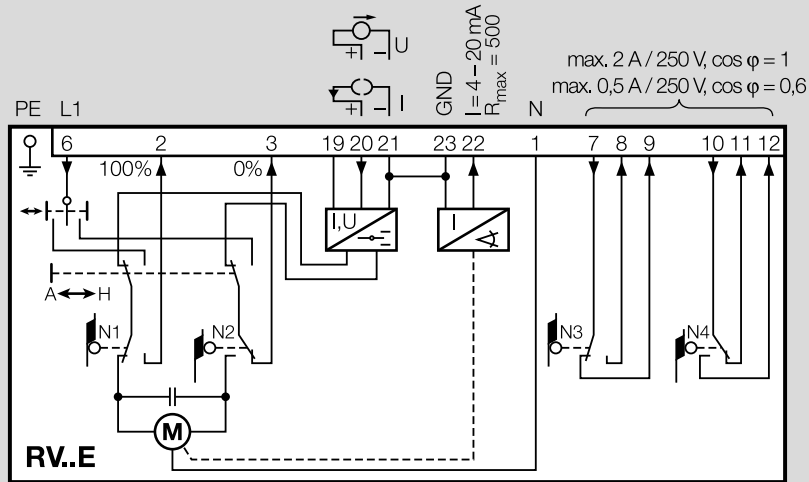 + – U
+ – I
GND
I = 4 – 20 mA
Rmax = 500
max. 2 A / 250 V, cos φ = 1
max. 0,5 A / 250 V, cos φ = 0,6
PE L1 N
6 2 3 19 20 21 23 22 1 7 8 9 10 11 12
100% 0%
I,U I
A H
N1 N2 N3 N4
M
RV..E